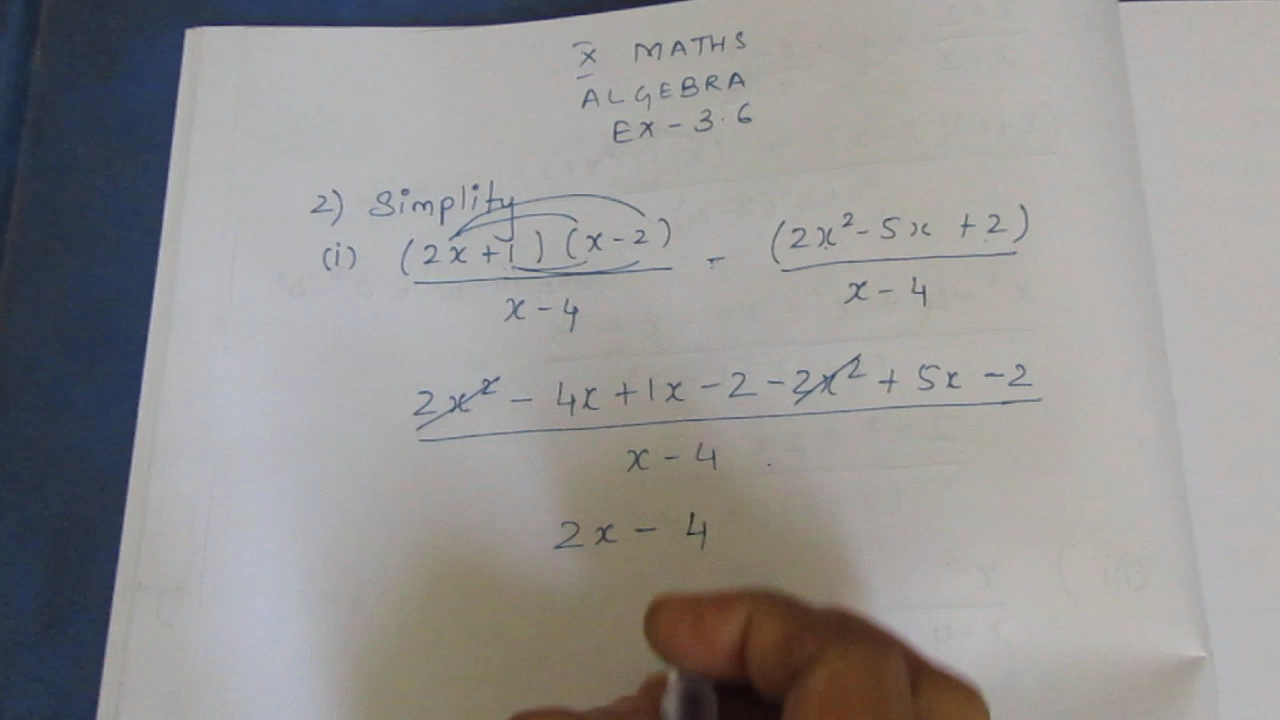 X MATHS
ALGEBRA
EX - 3.6
2) Simplify
(i) (2x+1)(x-2) - (2x²-5x+2)
x-4 x-4
2x² - 4x+1x-2-2x²+5x-2
x-4
2x-4